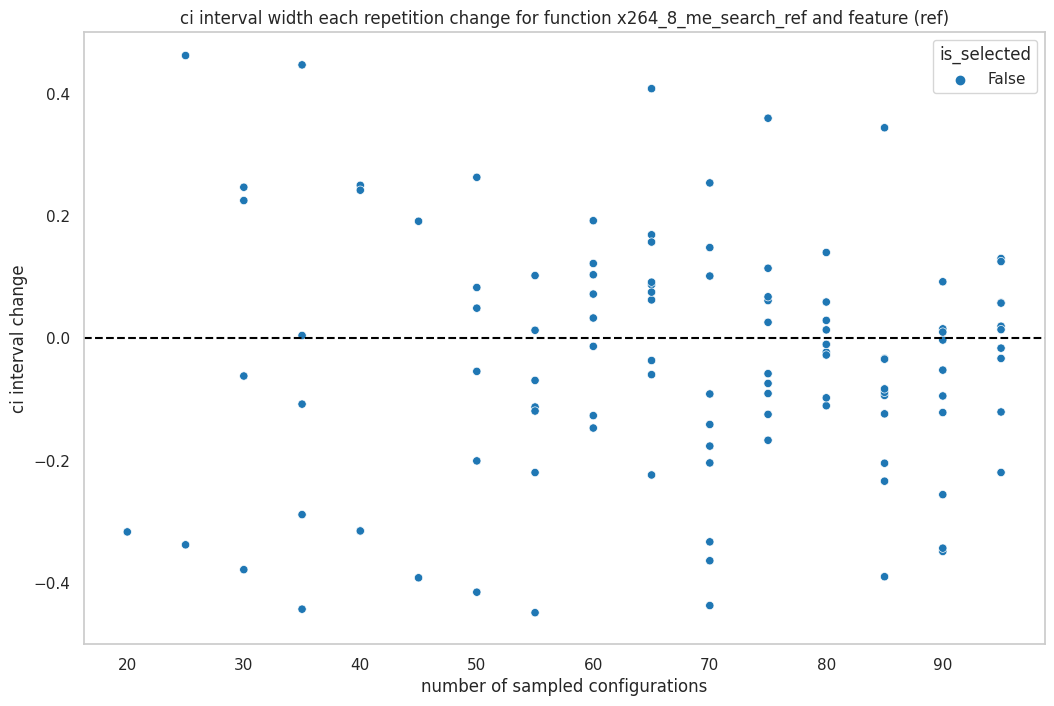 ci interval width each repetition change for function x264_8_me_search_ref and feature (ref)
is_selected
False
ci interval change
0.4
0.2
0.0
−0.2
−0.4
20 30 40 50 60 70 80 90
number of sampled configurations